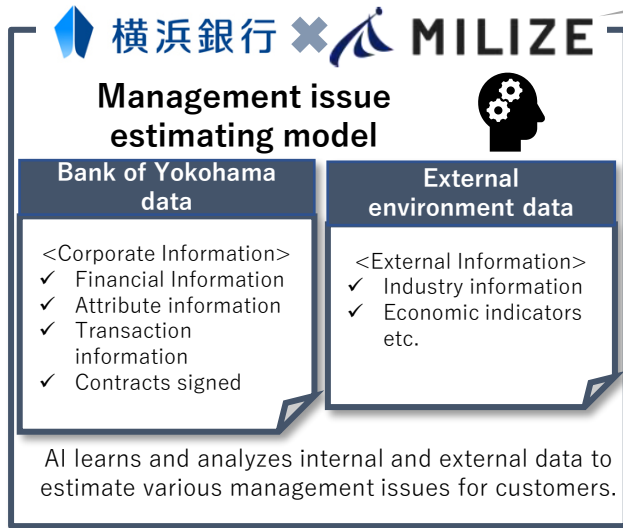 横浜銀行 ✖ MILIZE
Management issue
estimating model
Bank of Yokohama
data
<Corporate Information>
✓ Financial Information
✓ Attribute information
✓ Transaction
information
✓ Contracts signed
External
environment data
<External Information>
✓ Industry information
✓ Economic indicators
etc.
AI learns and analyzes internal and external data to
estimate various management issues for customers.